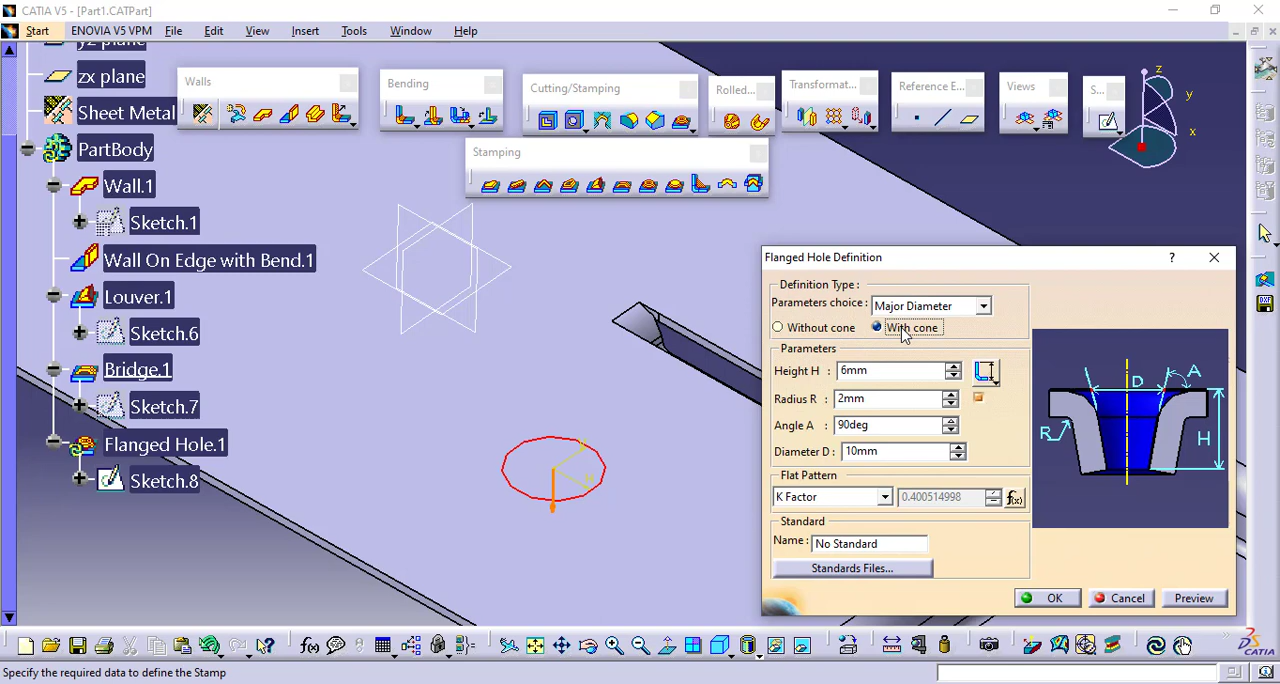 CATIA V5 - [Part1.CATPart]
Start ENOVIA V5 VPM File Edit View Insert Tools Window Help
yz plane
zx plane
Sheet Metal
PartBody
Wall.1
Sketch.1
Wall On Edge with Bend.1
Louver.1
Sketch.6
Bridge.1
Sketch.7
Flanged Hole.1
Sketch.8
Walls
Bending
Cutting/Stamping
Rolled...
Transformat...
Reference E...
Views
S...
Stamping
z
y
x
Flanged Hole Definition
?
Definition Type :
Parameters choice : Major Diameter
Without cone With cone
Parameters
Height H : 6mm
Radius R : 2mm
Angle A : 90deg
Diameter D : 10mm
Flat Pattern
K Factor 0.400514998 f(x)
Standard
Name : No Standard
Standards Files...
OK Cancel Preview
D
A
R
H
Specify the required data to define the Stamp
CATIA